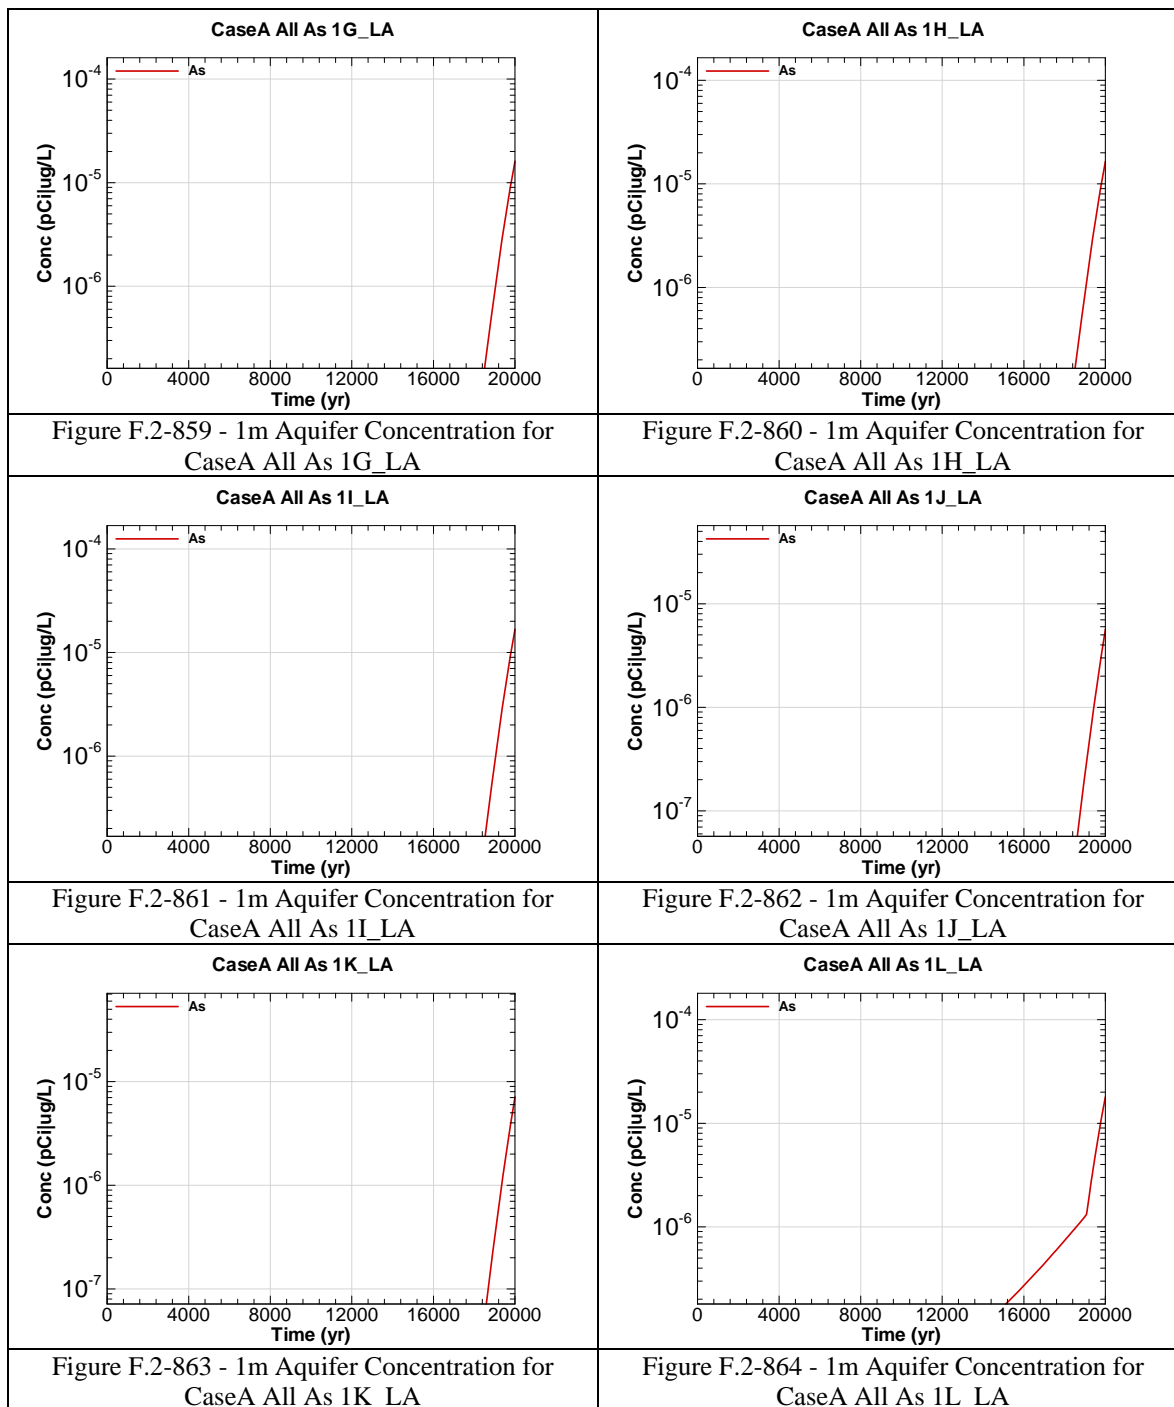 CaseA All As 1G_LA
As
Conc (pCi|ug/L)
10-4
10-5
10-6
0 4000 8000 12000 16000 20000
Time (yr)
Figure F.2-859 - 1m Aquifer Concentration for
CaseA All As 1G_LA
CaseA All As 1H_LA
As
Conc (pCi|ug/L)
10-4
10-5
10-6
0 4000 8000 12000 16000 20000
Time (yr)
Figure F.2-860 - 1m Aquifer Concentration for
CaseA All As 1H_LA
CaseA All As 1I_LA
As
Conc (pCi|ug/L)
10-4
10-5
10-6
0 4000 8000 12000 16000 20000
Time (yr)
Figure F.2-861 - 1m Aquifer Concentration for
CaseA All As 1I_LA
CaseA All As 1J_LA
As
Conc (pCi|ug/L)
10-5
10-6
10-7
0 4000 8000 12000 16000 20000
Time (yr)
Figure F.2-862 - 1m Aquifer Concentration for
CaseA All As 1J_LA
CaseA All As 1K_LA
As
Conc (pCi|ug/L)
10-5
10-6
10-7
0 4000 8000 12000 16000 20000
Time (yr)
Figure F.2-863 - 1m Aquifer Concentration for
CaseA All As 1K_LA
CaseA All As 1L_LA
As
Conc (pCi|ug/L)
10-4
10-5
10-6
0 4000 8000 12000 16000 20000
Time (yr)
Figure F.2-864 - 1m Aquifer Concentration for
CaseA All As 1L_LA